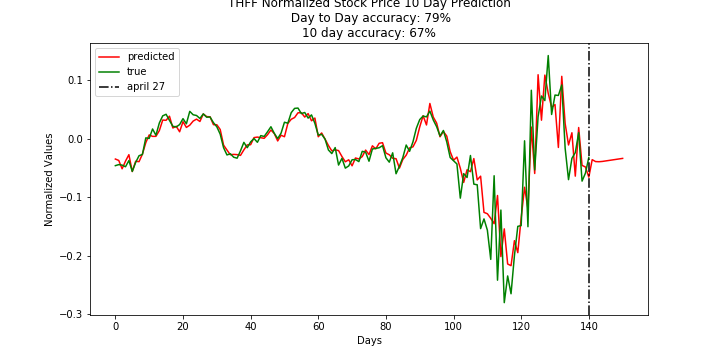 THFF Normalized Stock Price 10 Day Prediction
Day to Day accuracy: 79%
10 day accuracy: 67%
predicted
true
april 27
Normalized Values
0.1
0.0
−0.1
−0.2
−0.3
0 20 40 60 80 100 120 140
Days